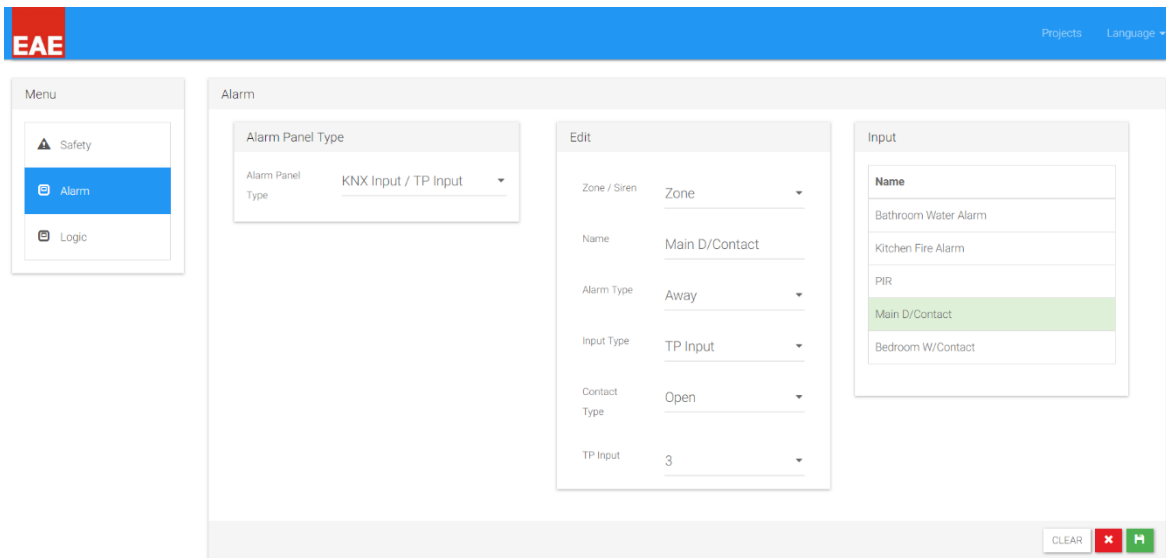 EAE
Projects Language
Menu
Safety
Alarm
Logic
Alarm
Alarm Panel Type
Alarm Panel
Type
KNX Input / TP Input
Edit
Zone / Siren Zone
Name Main D/Contact
Alarm Type Away
Input Type TP Input
Contact
Type
Open
TP Input 3
Input
Name
Bathroom Water Alarm
Kitchen Fire Alarm
PIR
Main D/Contact
Bedroom W/Contact
CLEAR